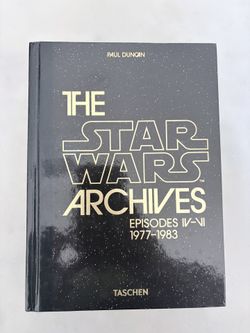 PAUL DUNCAN
THE
STAR
WARS
ARCHIVES
EPISODES IV–VI
1977–1983
TASCHEN